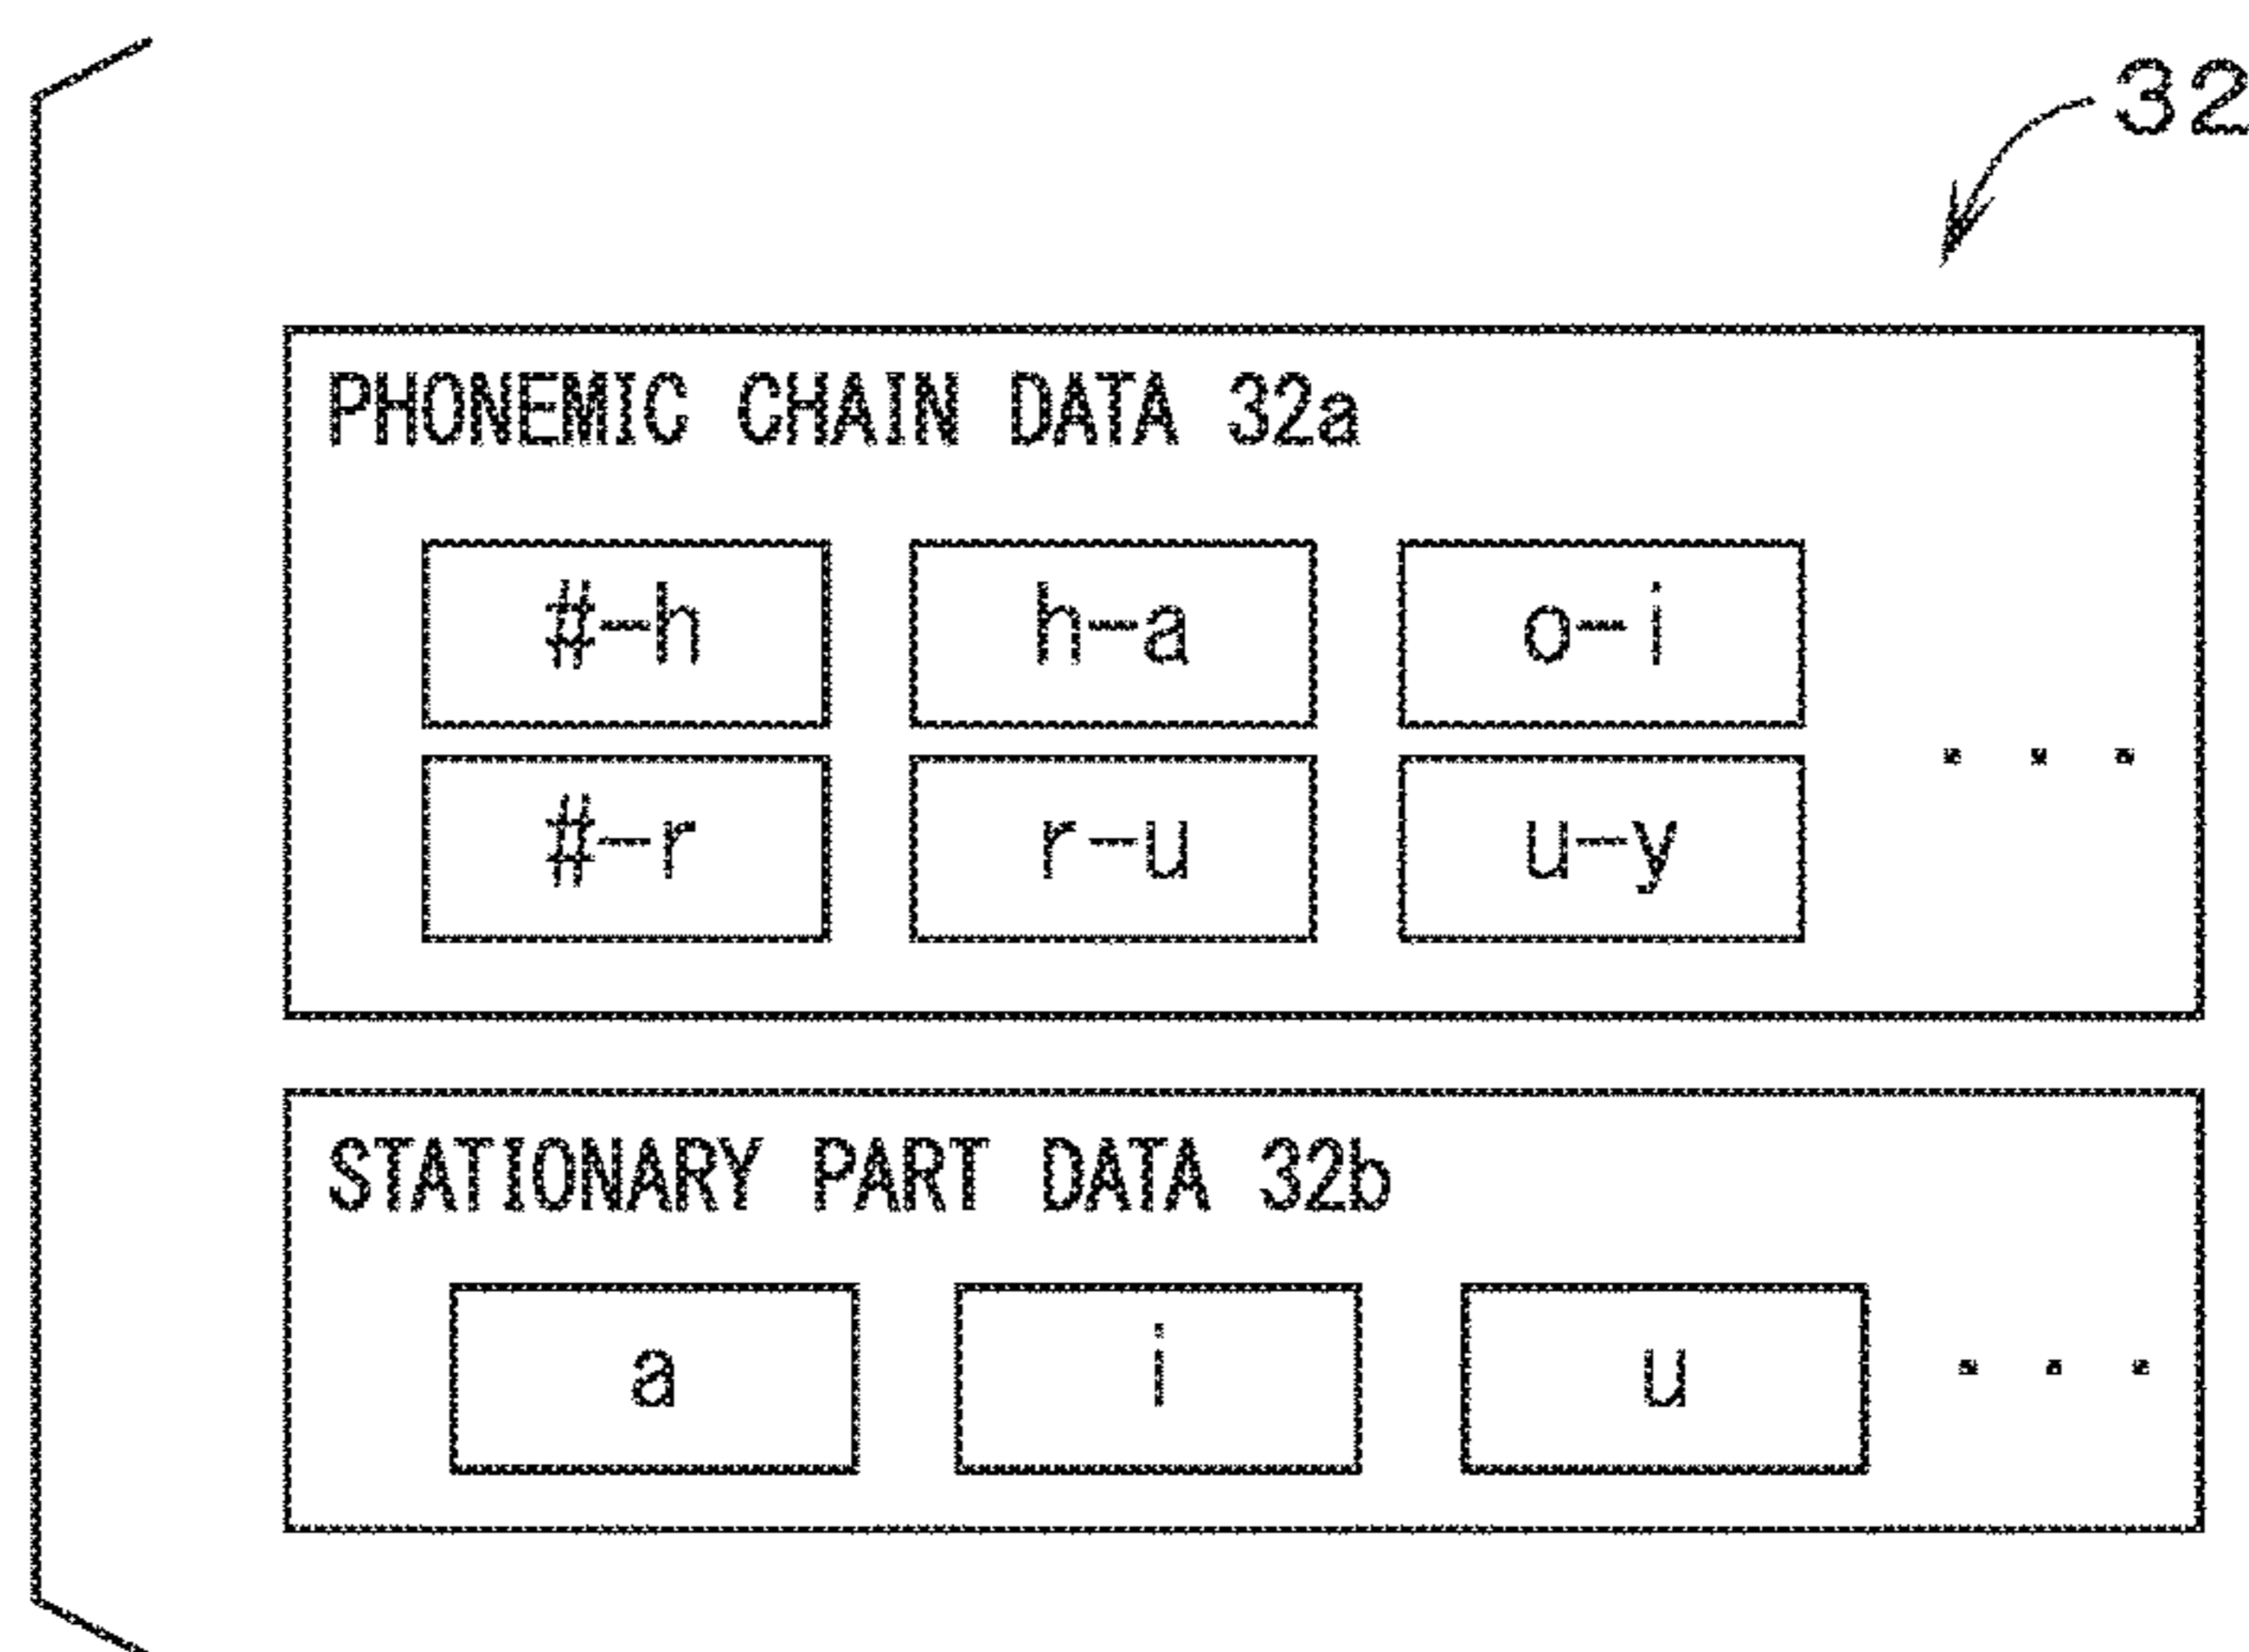 32
PHONEMIC CHAIN DATA 32a
#-h h-a o-i
#-r r-u u-y
. . .
STATIONARY PART DATA 32b
a i u . . .